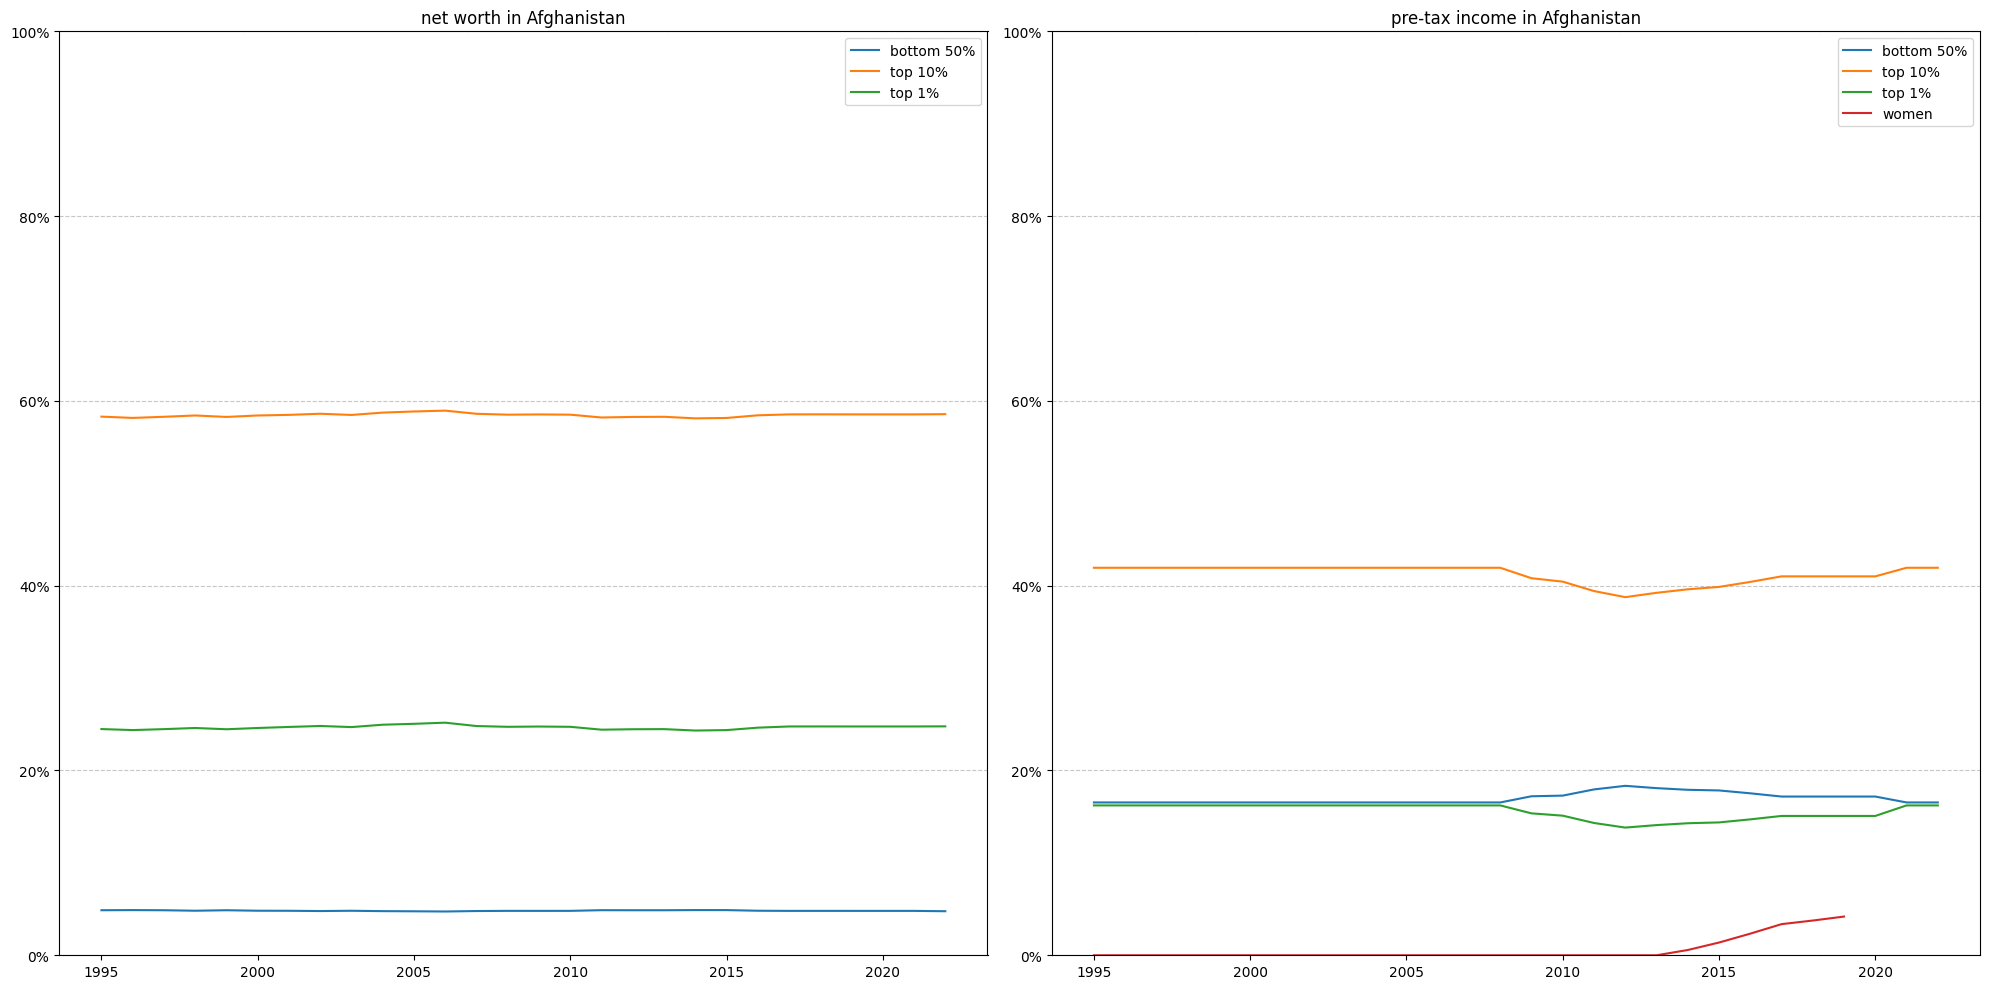 net worth in Afghanistan
100%
80%
60%
40%
20%
0%
1995 2000 2005 2010 2015 2020
bottom 50%
top 10%
top 1%
pre-tax income in Afghanistan
100%
80%
60%
40%
20%
0%
1995 2000 2005 2010 2015 2020
bottom 50%
top 10%
top 1%
women